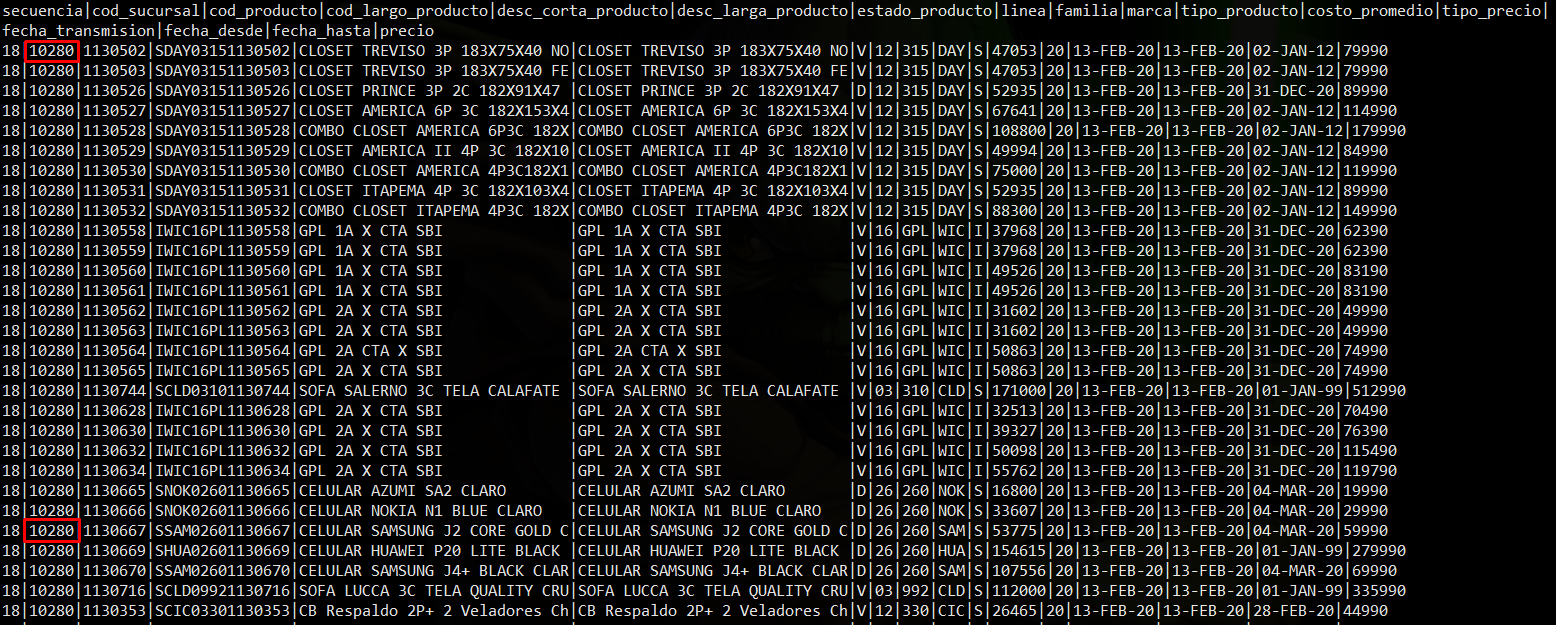 secuencia|cod_sucursal|cod_producto|cod_largo_producto|desc_corta_producto|desc_larga_producto|estado_producto|linea|familia|marca|tipo_producto|costo_promedio|tipo_precio|
fecha_transmision|fecha_desde|fecha_hasta|precio
18|10280|1130502|SDAY03151130502|CLOSET TREVISO 3P 183X75X40 NO|CLOSET TREVISO 3P 183X75X40 NO|V|12|315|DAY|S|47053|20|13-FEB-20|13-FEB-20|02-JAN-12|79990
18|10280|1130503|SDAY03151130503|CLOSET TREVISO 3P 183X75X40 FE|CLOSET TREVISO 3P 183X75X40 FE|V|12|315|DAY|S|47053|20|13-FEB-20|13-FEB-20|02-JAN-12|79990
18|10280|1130526|SDAY03151130526|CLOSET PRINCE 3P 2C 182X91X47 |CLOSET PRINCE 3P 2C 182X91X47 |D|12|315|DAY|S|52935|20|13-FEB-20|13-FEB-20|31-DEC-20|89990
18|10280|1130527|SDAY03151130527|CLOSET AMERICA 6P 3C 182X153X4|CLOSET AMERICA 6P 3C 182X153X4|V|12|315|DAY|S|67641|20|13-FEB-20|13-FEB-20|02-JAN-12|114990
18|10280|1130528|SDAY03151130528|COMBO CLOSET AMERICA 6P3C 182X|COMBO CLOSET AMERICA 6P3C 182X|V|12|315|DAY|S|108800|20|13-FEB-20|13-FEB-20|02-JAN-12|179990
18|10280|1130529|SDAY03151130529|CLOSET AMERICA II 4P 3C 182X10|CLOSET AMERICA II 4P 3C 182X10|V|12|315|DAY|S|49994|20|13-FEB-20|13-FEB-20|02-JAN-12|84990
18|10280|1130530|SDAY03151130530|COMBO CLOSET AMERICA 4P3C182X1|COMBO CLOSET AMERICA 4P3C182X1|V|12|315|DAY|S|75000|20|13-FEB-20|13-FEB-20|02-JAN-12|119990
18|10280|1130531|SDAY03151130531|CLOSET ITAPEMA 4P 3C 182X103X4|CLOSET ITAPEMA 4P 3C 182X103X4|V|12|315|DAY|S|52935|20|13-FEB-20|13-FEB-20|02-JAN-12|89990
18|10280|1130532|SDAY03151130532|COMBO CLOSET ITAPEMA 4P3C 182X|COMBO CLOSET ITAPEMA 4P3C 182X|V|12|315|DAY|S|88300|20|13-FEB-20|13-FEB-20|02-JAN-12|149990
18|10280|1130558|IWIC16PL1130558|GPL 1A X CTA SBI |GPL 1A X CTA SBI |V|16|GPL|WIC|I|37968|20|13-FEB-20|13-FEB-20|31-DEC-20|62390
18|10280|1130559|IWIC16PL1130559|GPL 1A X CTA SBI |GPL 1A X CTA SBI |V|16|GPL|WIC|I|37968|20|13-FEB-20|13-FEB-20|31-DEC-20|62390
18|10280|1130560|IWIC16PL1130560|GPL 1A X CTA SBI |GPL 1A X CTA SBI |V|16|GPL|WIC|I|49526|20|13-FEB-20|13-FEB-20|31-DEC-20|83190
18|10280|1130561|IWIC16PL1130561|GPL 1A X CTA SBI |GPL 1A X CTA SBI |V|16|GPL|WIC|I|49526|20|13-FEB-20|13-FEB-20|31-DEC-20|83190
18|10280|1130562|IWIC16PL1130562|GPL 2A X CTA SBI |GPL 2A X CTA SBI |V|16|GPL|WIC|I|31602|20|13-FEB-20|13-FEB-20|31-DEC-20|49990
18|10280|1130563|IWIC16PL1130563|GPL 2A X CTA SBI |GPL 2A X CTA SBI |V|16|GPL|WIC|I|31602|20|13-FEB-20|13-FEB-20|31-DEC-20|49990
18|10280|1130564|IWIC16PL1130564|GPL 2A CTA X SBI |GPL 2A CTA X SBI |V|16|GPL|WIC|I|50863|20|13-FEB-20|13-FEB-20|31-DEC-20|74990
18|10280|1130565|IWIC16PL1130565|GPL 2A X CTA SBI |GPL 2A X CTA SBI |V|16|GPL|WIC|I|50863|20|13-FEB-20|13-FEB-20|31-DEC-20|74990
18|10280|1130744|SCLD03101130744|SOFA SALERNO 3C TELA CALAFATE |SOFA SALERNO 3C TELA CALAFATE |V|03|310|CLD|S|171000|20|13-FEB-20|13-FEB-20|01-JAN-99|512990
18|10280|1130628|IWIC16PL1130628|GPL 2A X CTA SBI |GPL 2A X CTA SBI |V|16|GPL|WIC|I|32513|20|13-FEB-20|13-FEB-20|31-DEC-20|70490
18|10280|1130630|IWIC16PL1130630|GPL 2A X CTA SBI |GPL 2A X CTA SBI |V|16|GPL|WIC|I|39327|20|13-FEB-20|13-FEB-20|31-DEC-20|76390
18|10280|1130632|IWIC16PL1130632|GPL 2A X CTA SBI |GPL 2A X CTA SBI |V|16|GPL|WIC|I|50098|20|13-FEB-20|13-FEB-20|31-DEC-20|115490
18|10280|1130634|IWIC16PL1130634|GPL 2A X CTA SBI |GPL 2A X CTA SBI |V|16|GPL|WIC|I|55762|20|13-FEB-20|13-FEB-20|31-DEC-20|119790
18|10280|1130665|SNOK02601130665|CELULAR AZUMI SA2 CLARO |CELULAR AZUMI SA2 CLARO |D|26|260|NOK|S|16800|20|13-FEB-20|13-FEB-20|04-MAR-20|19990
18|10280|1130666|SNOK02601130666|CELULAR NOKIA N1 BLUE CLARO |CELULAR NOKIA N1 BLUE CLARO |D|26|260|NOK|S|33607|20|13-FEB-20|13-FEB-20|04-MAR-20|29990
18|10280|1130667|SSAM02601130667|CELULAR SAMSUNG J2 CORE GOLD C|CELULAR SAMSUNG J2 CORE GOLD C|D|26|260|SAM|S|53775|20|13-FEB-20|13-FEB-20|04-MAR-20|59990
18|10280|1130669|SHUA02601130669|CELULAR HUAWEI P20 LITE BLACK |CELULAR HUAWEI P20 LITE BLACK |D|26|260|HUA|S|154615|20|13-FEB-20|13-FEB-20|01-JAN-99|279990
18|10280|1130670|SSAM02601130670|CELULAR SAMSUNG J4+ BLACK CLAR|CELULAR SAMSUNG J4+ BLACK CLAR|D|26|260|SAM|S|107556|20|13-FEB-20|13-FEB-20|04-MAR-20|69990
18|10280|1130716|SCLD09921130716|SOFA LUCCA 3C TELA QUALITY CRU|SOFA LUCCA 3C TELA QUALITY CRU|V|03|992|CLD|S|112000|20|13-FEB-20|13-FEB-20|01-JAN-99|335990
18|10280|1130353|SCIC03301130353|CB Respaldo 2P+ 2 Veladores Ch|CB Respaldo 2P+ 2 Veladores Ch|V|12|330|CIC|S|26465|20|13-FEB-20|13-FEB-20|28-FEB-20|44990